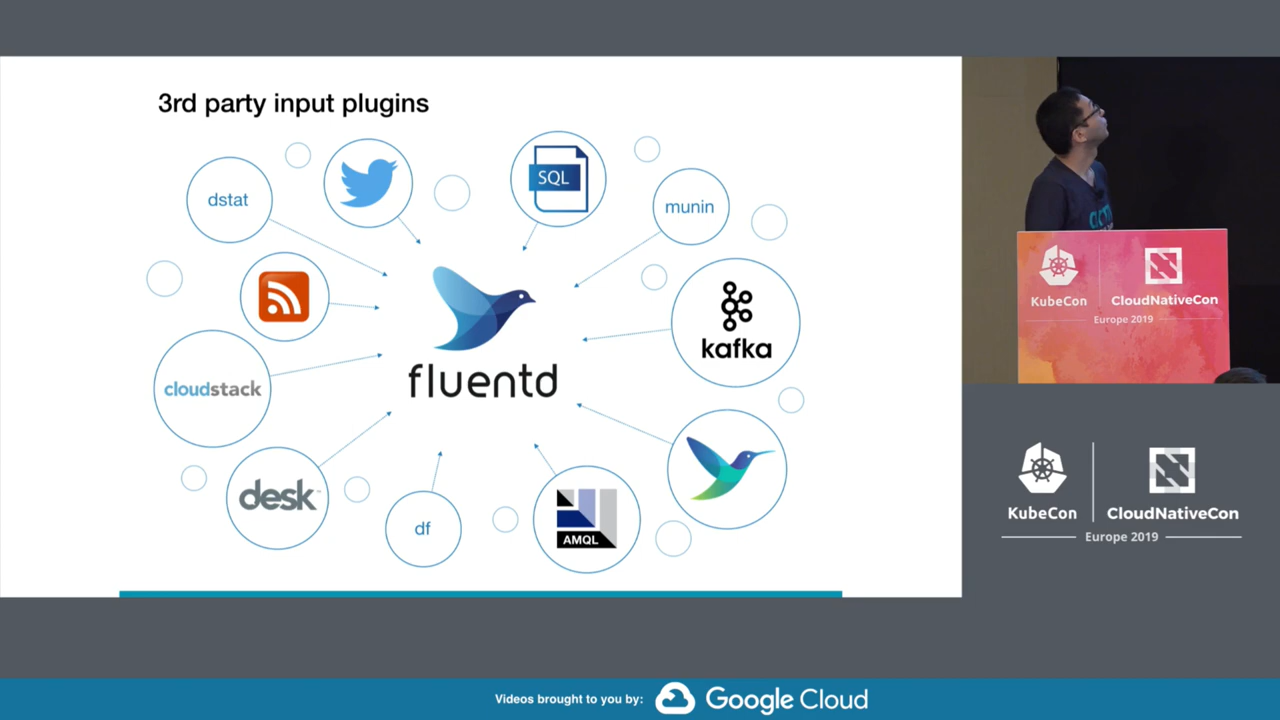 3rd party input plugins
dstat
SQL
munin
kafka
fluentd
cloudstack
desk
df
AMQL
KubeCon
CloudNativeCon
Europe 2019
KubeCon
CloudNativeCon
Europe 2019
Videos brought to you by:
Google Cloud